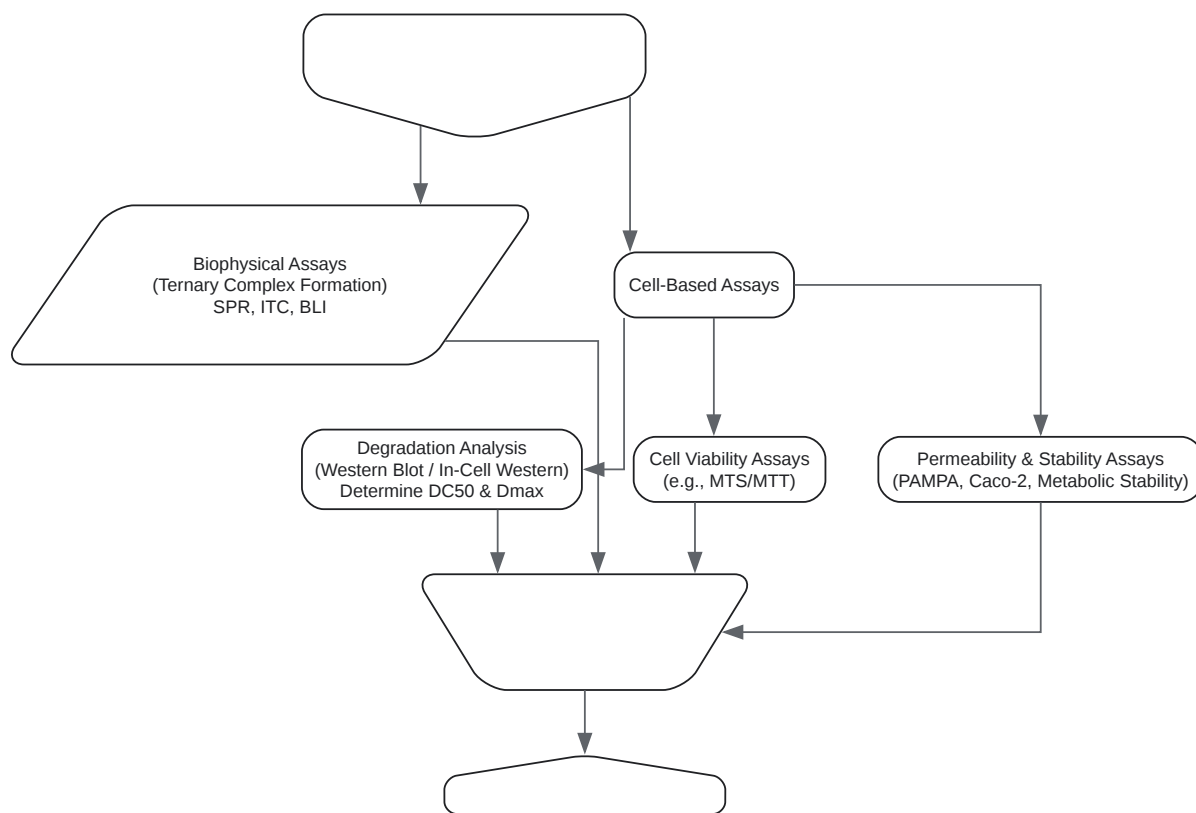 Biophysical Assays
(Ternary Complex Formation)
SPR, ITC, BLI
Cell-Based Assays
Degradation Analysis
(Western Blot / In-Cell Western)
Determine DC50 & Dmax
Cell Viability Assays
(e.g., MTS/MTT)
Permeability & Stability Assays
(PAMPA, Caco-2, Metabolic Stability)